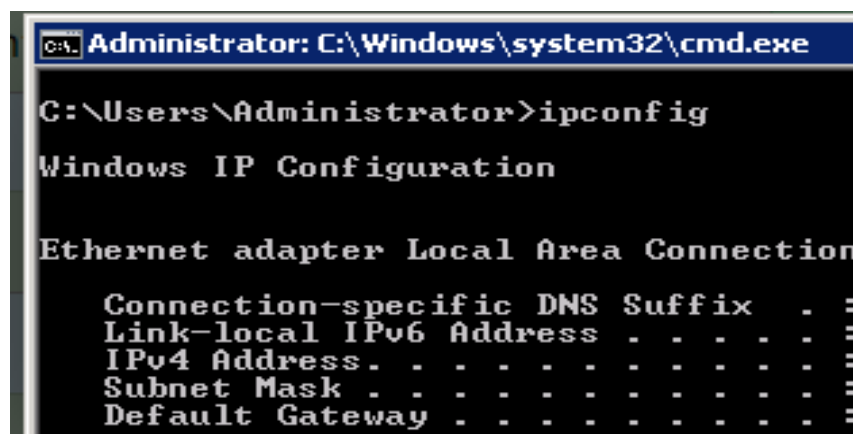 Administrator: C:\Windows\system32\cmd.exe
C:\Users\Administrator>ipconfig
Windows IP Configuration
Ethernet adapter Local Area Connection
Connection-specific DNS Suffix . :
Link-local IPv6 Address . . . . . :
IPv4 Address. . . . . . . . . . . :
Subnet Mask . . . . . . . . . . . :
Default Gateway . . . . . . . . . :